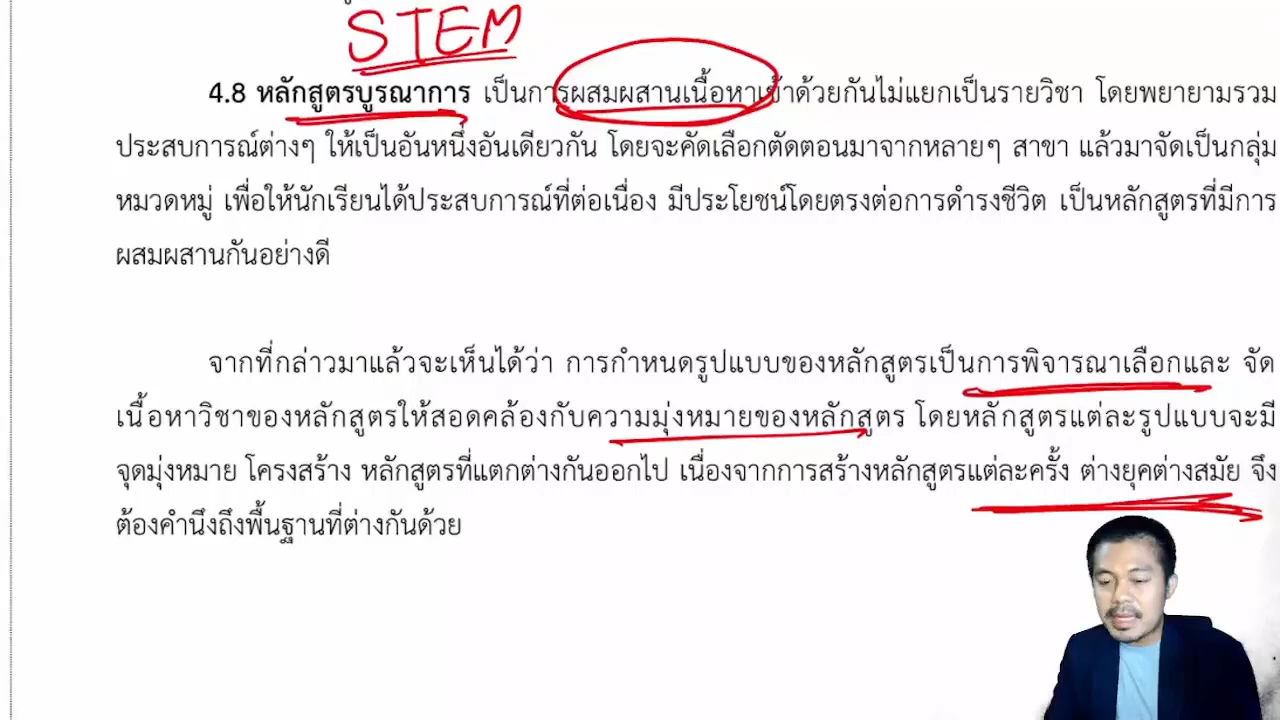 STEM
4.8 หลักสูตรบูรณาการ เป็นการผสมผสานเนื้อหาเข้าด้วยกันไม่แยกเป็นรายวิชา โดยพยายามรวม
ประสบการณ์ต่างๆ ให้เป็นอันหนึ่งอันเดียวกัน โดยจะคัดเลือกตัดตอนมาจากหลายๆ สาขา แล้วมาจัดเป็นกลุ่ม
หมวดหมู่ เพื่อให้นักเรียนได้ประสบการณ์ที่ต่อเนื่อง มีประโยชน์โดยตรงต่อการดำรงชีวิต เป็นหลักสูตรที่มีการ
ผสมผสานกันอย่างดี
จากที่กล่าวมาแล้วจะเห็นได้ว่า การกำหนดรูปแบบของหลักสูตรเป็นการพิจารณาเลือกและ จัด
เนื้อหาวิชาของหลักสูตรให้สอดคล้องกับความมุ่งหมายของหลักสูตร โดยหลักสูตรแต่ละรูปแบบจะมี
จุดมุ่งหมาย โครงสร้าง หลักสูตรที่แตกต่างกันออกไป เนื่องจากการสร้างหลักสูตรแต่ละครั้ง ต่างยุคต่างสมัย จึง
ต้องคำนึงถึงพื้นฐานที่ต่างกันด้วย